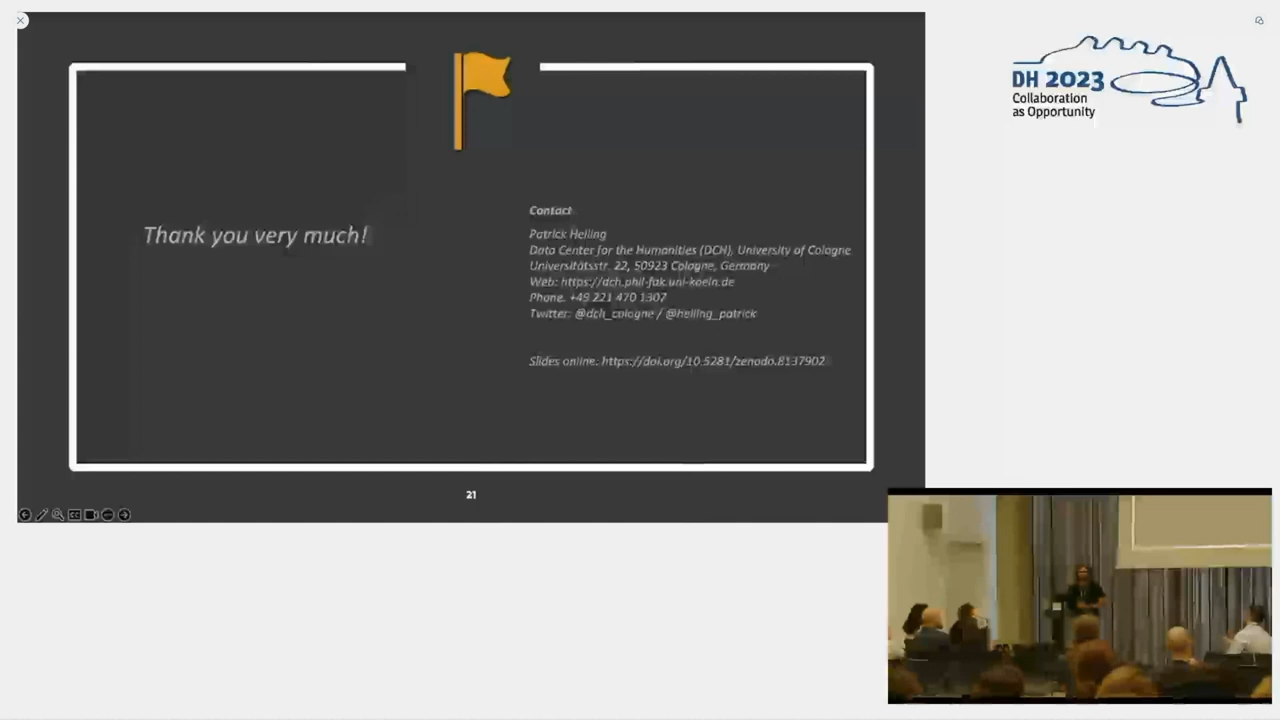 DH 2023
Collaboration
as Opportunity
Thank you very much!
Contact
Patrick Helling
Data Center for the Humanities (DCH), University of Cologne
Universitätsstr. 22, 50923 Cologne, Germany
Web: https://dch.phil-fak.uni-koeln.de
Phone: +49 221 470 1307
Twitter: @dch_cologne / @helling_patrick
Slides online: https://doi.org/10.5281/zenodo.8137902
21